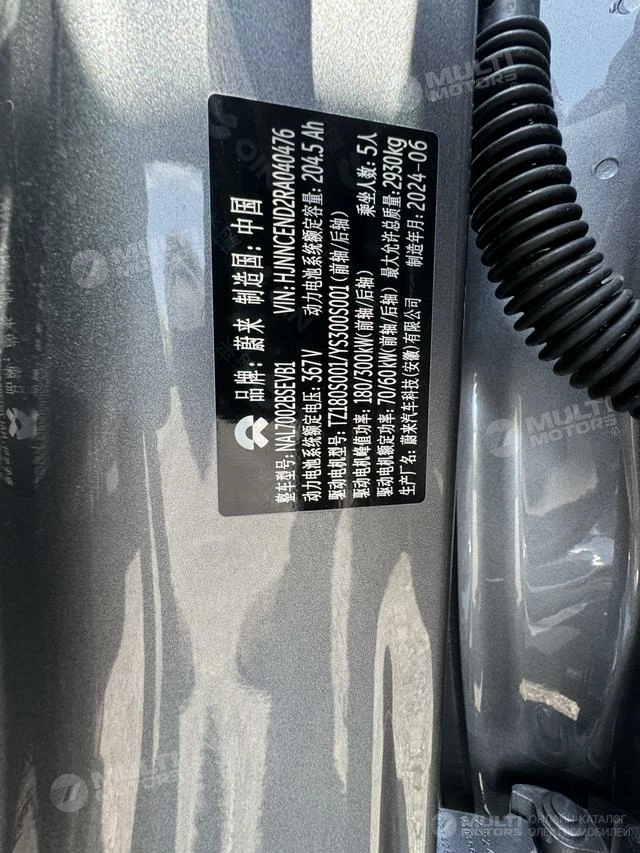 品牌: 蔚来 制造国: 中国
整车型号: NAL7002BSEVB1 VIN: HJNNCEND2RA040476
动力电池系统额定电压: 367V 动力电池系统额定容量: 204.5 Ah
驱动电机型号: TZ180S001/YS300S001(前轴/后轴)
驱动电机峰值功率: 180/300kW(前轴/后轴) 乘坐人数: 5人
驱动电机额定功率: 70/60kW(前轴/后轴) 最大允许总质量: 2930kg
生产厂名: 蔚来汽车科技(安徽)有限公司 制造年月: 2024-06
MULTI MOTORS
MULTI MOTORS
MULTI MOTORS
MULTI MOTORS
ОНЛАЙН КАТАЛОГ
ЭЛЕКТРОМОБИЛЕЙ